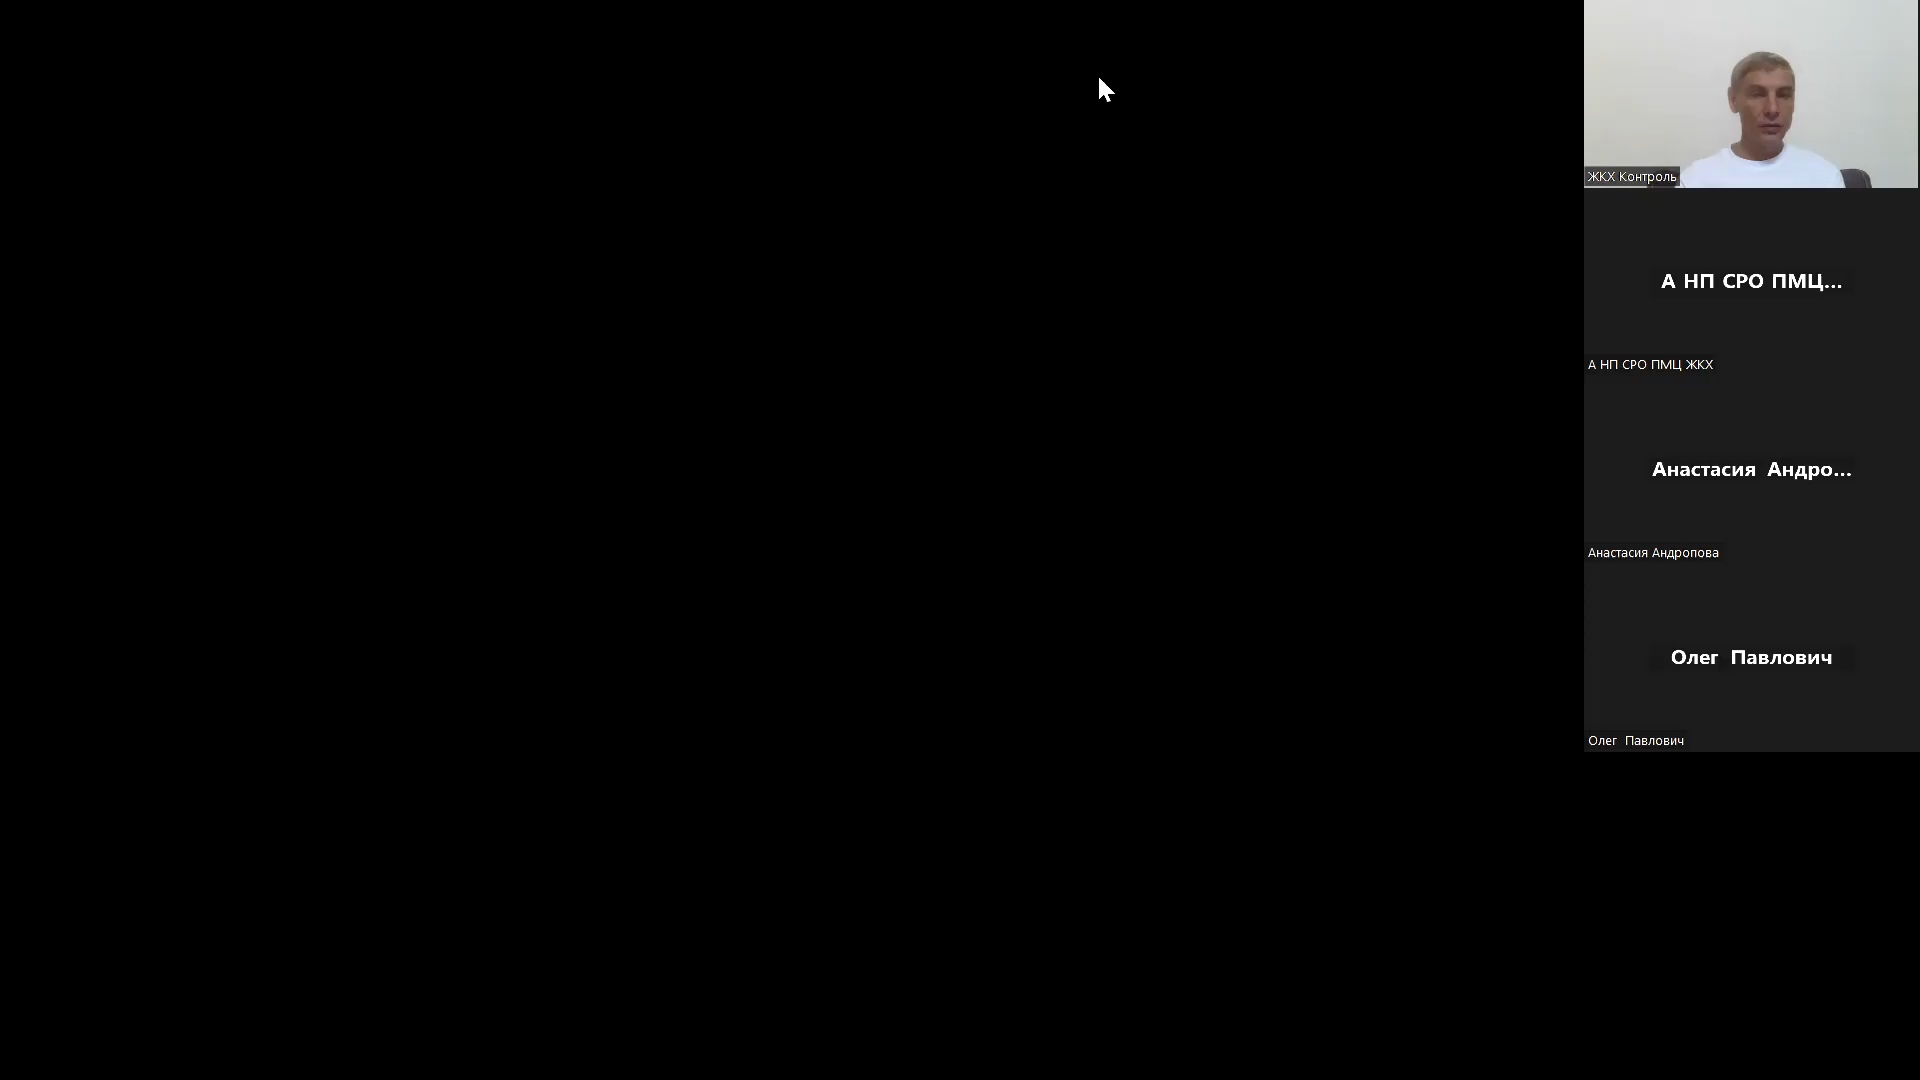 ЖКХ Контроль
А НП СРО ПМЦ...
А НП СРО ПМЦ ЖКХ
Анастасия Андро...
Анастасия Андропова
Олег Павлович
Олег Павлович